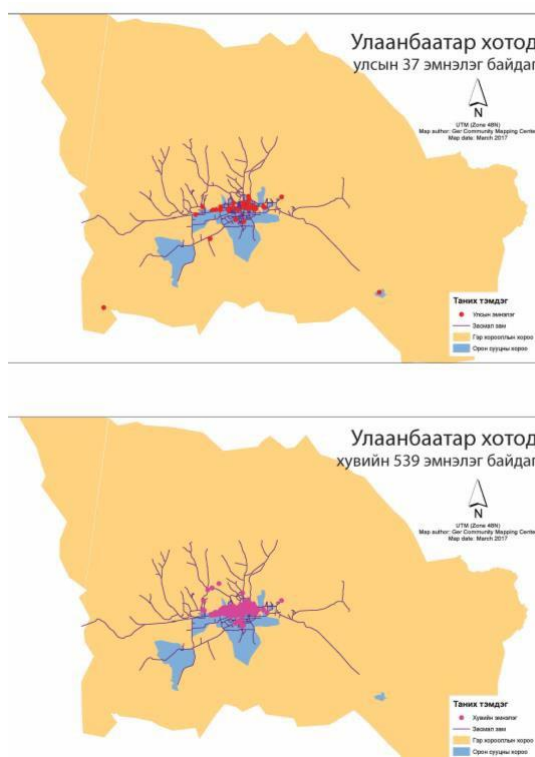 Улаанбаатар хотод
улсын 37 эмнэлэг байдаг
N
UTM (Zone 48N)
Map author: Ger Community Mapping Center
Map date: March 2017
Таних тэмдэг
Улсын эмнэлэг
Зөвхөл зам
Гэр хорооллын хороо
Орон сууцны хороо
Улаанбаатар хотод
хувийн 539 эмнэлэг байдаг
N
UTM (Zone 48N)
Map author: Ger Community Mapping Center
Map date: March 2017
Таних тэмдэг
Хувийн эмнэлэг
Гэр хорооллын хороо
Орон сууцны хороо